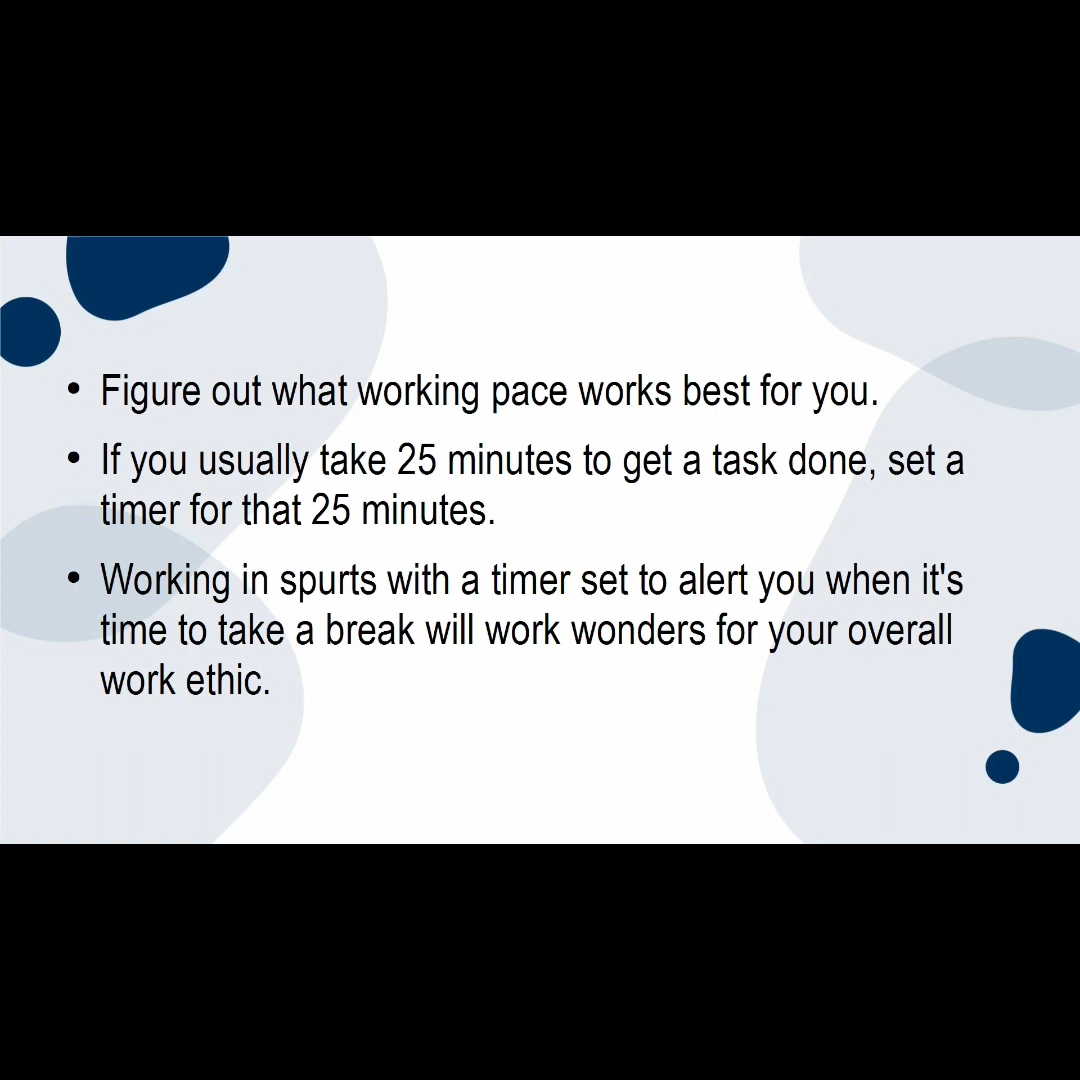 • Figure out what working pace works best for you.
• If you usually take 25 minutes to get a task done, set a
timer for that 25 minutes.
• Working in spurts with a timer set to alert you when it's
time to take a break will work wonders for your overall
work ethic.